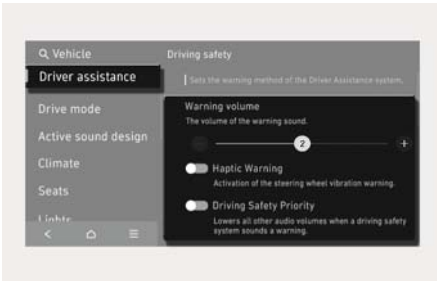 Vehicle
Driving safety
Driver assistance
Sets the warning method of the Driver Assistance system.
Drive mode
Active sound design
Climate
Seats
Lights
Warning volume
The volume of the warning sound.
2
Haptic Warning
Activation of the steering wheel vibration warning.
Driving Safety Priority
Lowers all other audio volumes when a driving safety
system sounds a warning.